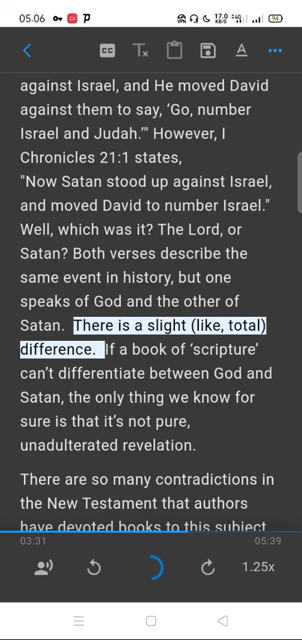 05.06
17.0 KB/S
94
CC
against Israel, and He moved David
against them to say, ‘Go, number
Israel and Judah.’" However, I
Chronicles 21:1 states,
"Now Satan stood up against Israel,
and moved David to number Israel."
Well, which was it? The Lord, or
Satan? Both verses describe the
same event in history, but one
speaks of God and the other of
Satan.  There is a slight (like, total)
difference.  If a book of ‘scripture’
can’t differentiate between God and
Satan, the only thing we know for
sure is that it’s not pure,
unadulterated revelation.
There are so many contradictions in
the New Testament that authors
have devoted books to this subject
03:31 05:39
1.25x